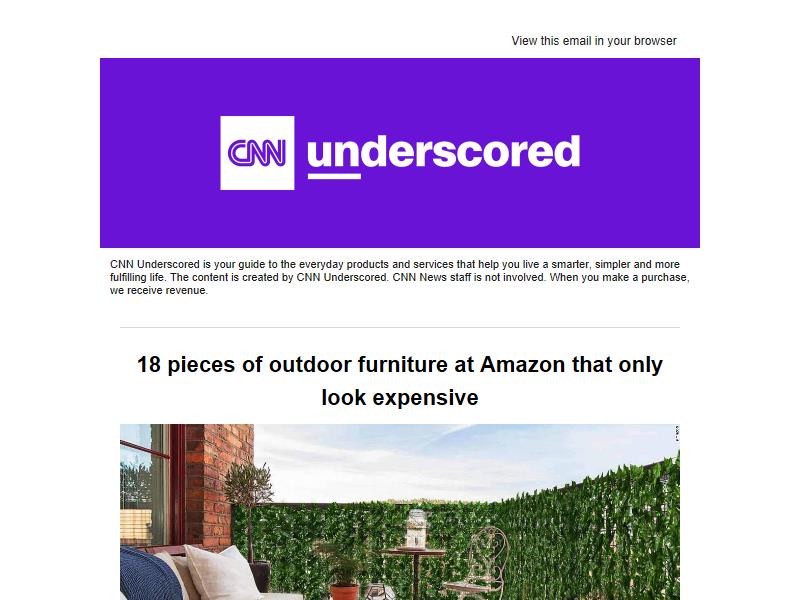 View this email in your browser
CNN underscored
CNN Underscored is your guide to the everyday products and services that help you live a smarter, simpler and more
fulfilling life. The content is created by CNN Underscored. CNN News staff is not involved. When you make a purchase,
we receive revenue.
18 pieces of outdoor furniture at Amazon that only
look expensive